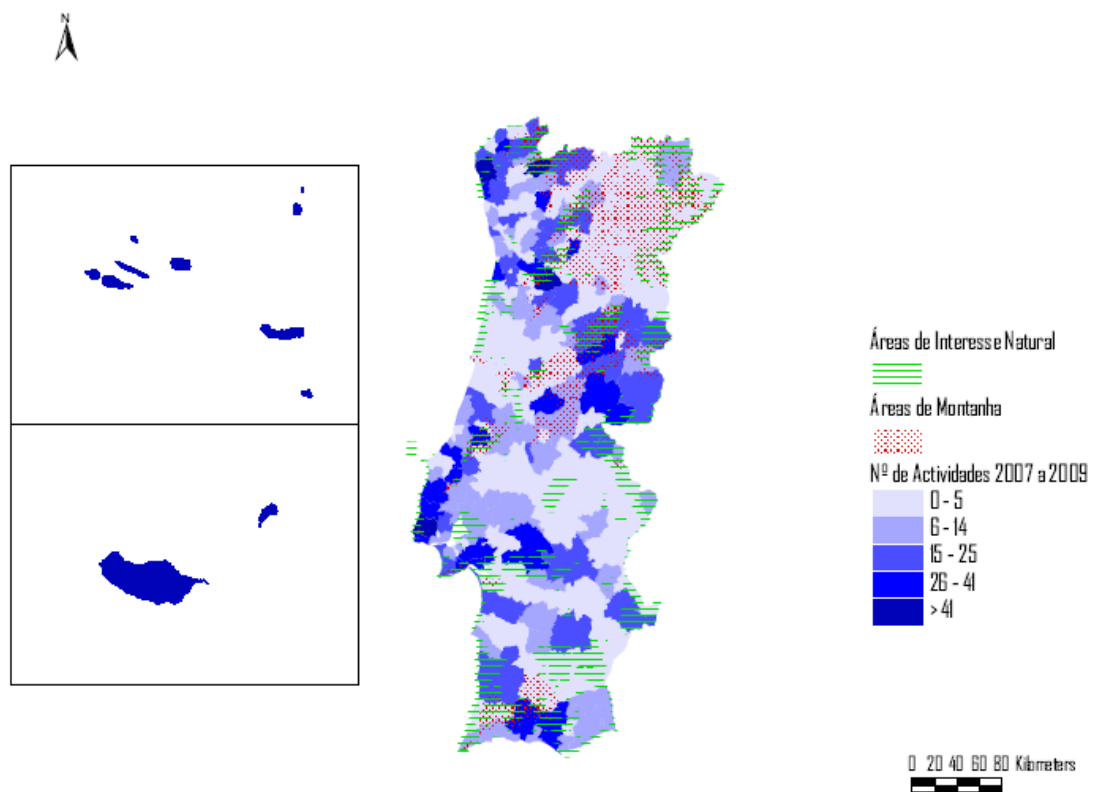 N
Áreas de Interesse Natural
Áreas de Montanha
Nº de Actividades 2007 a 2009
0 - 5
6 - 14
15 - 25
26 - 41
> 41
0 20 40 60 80 Kilometers